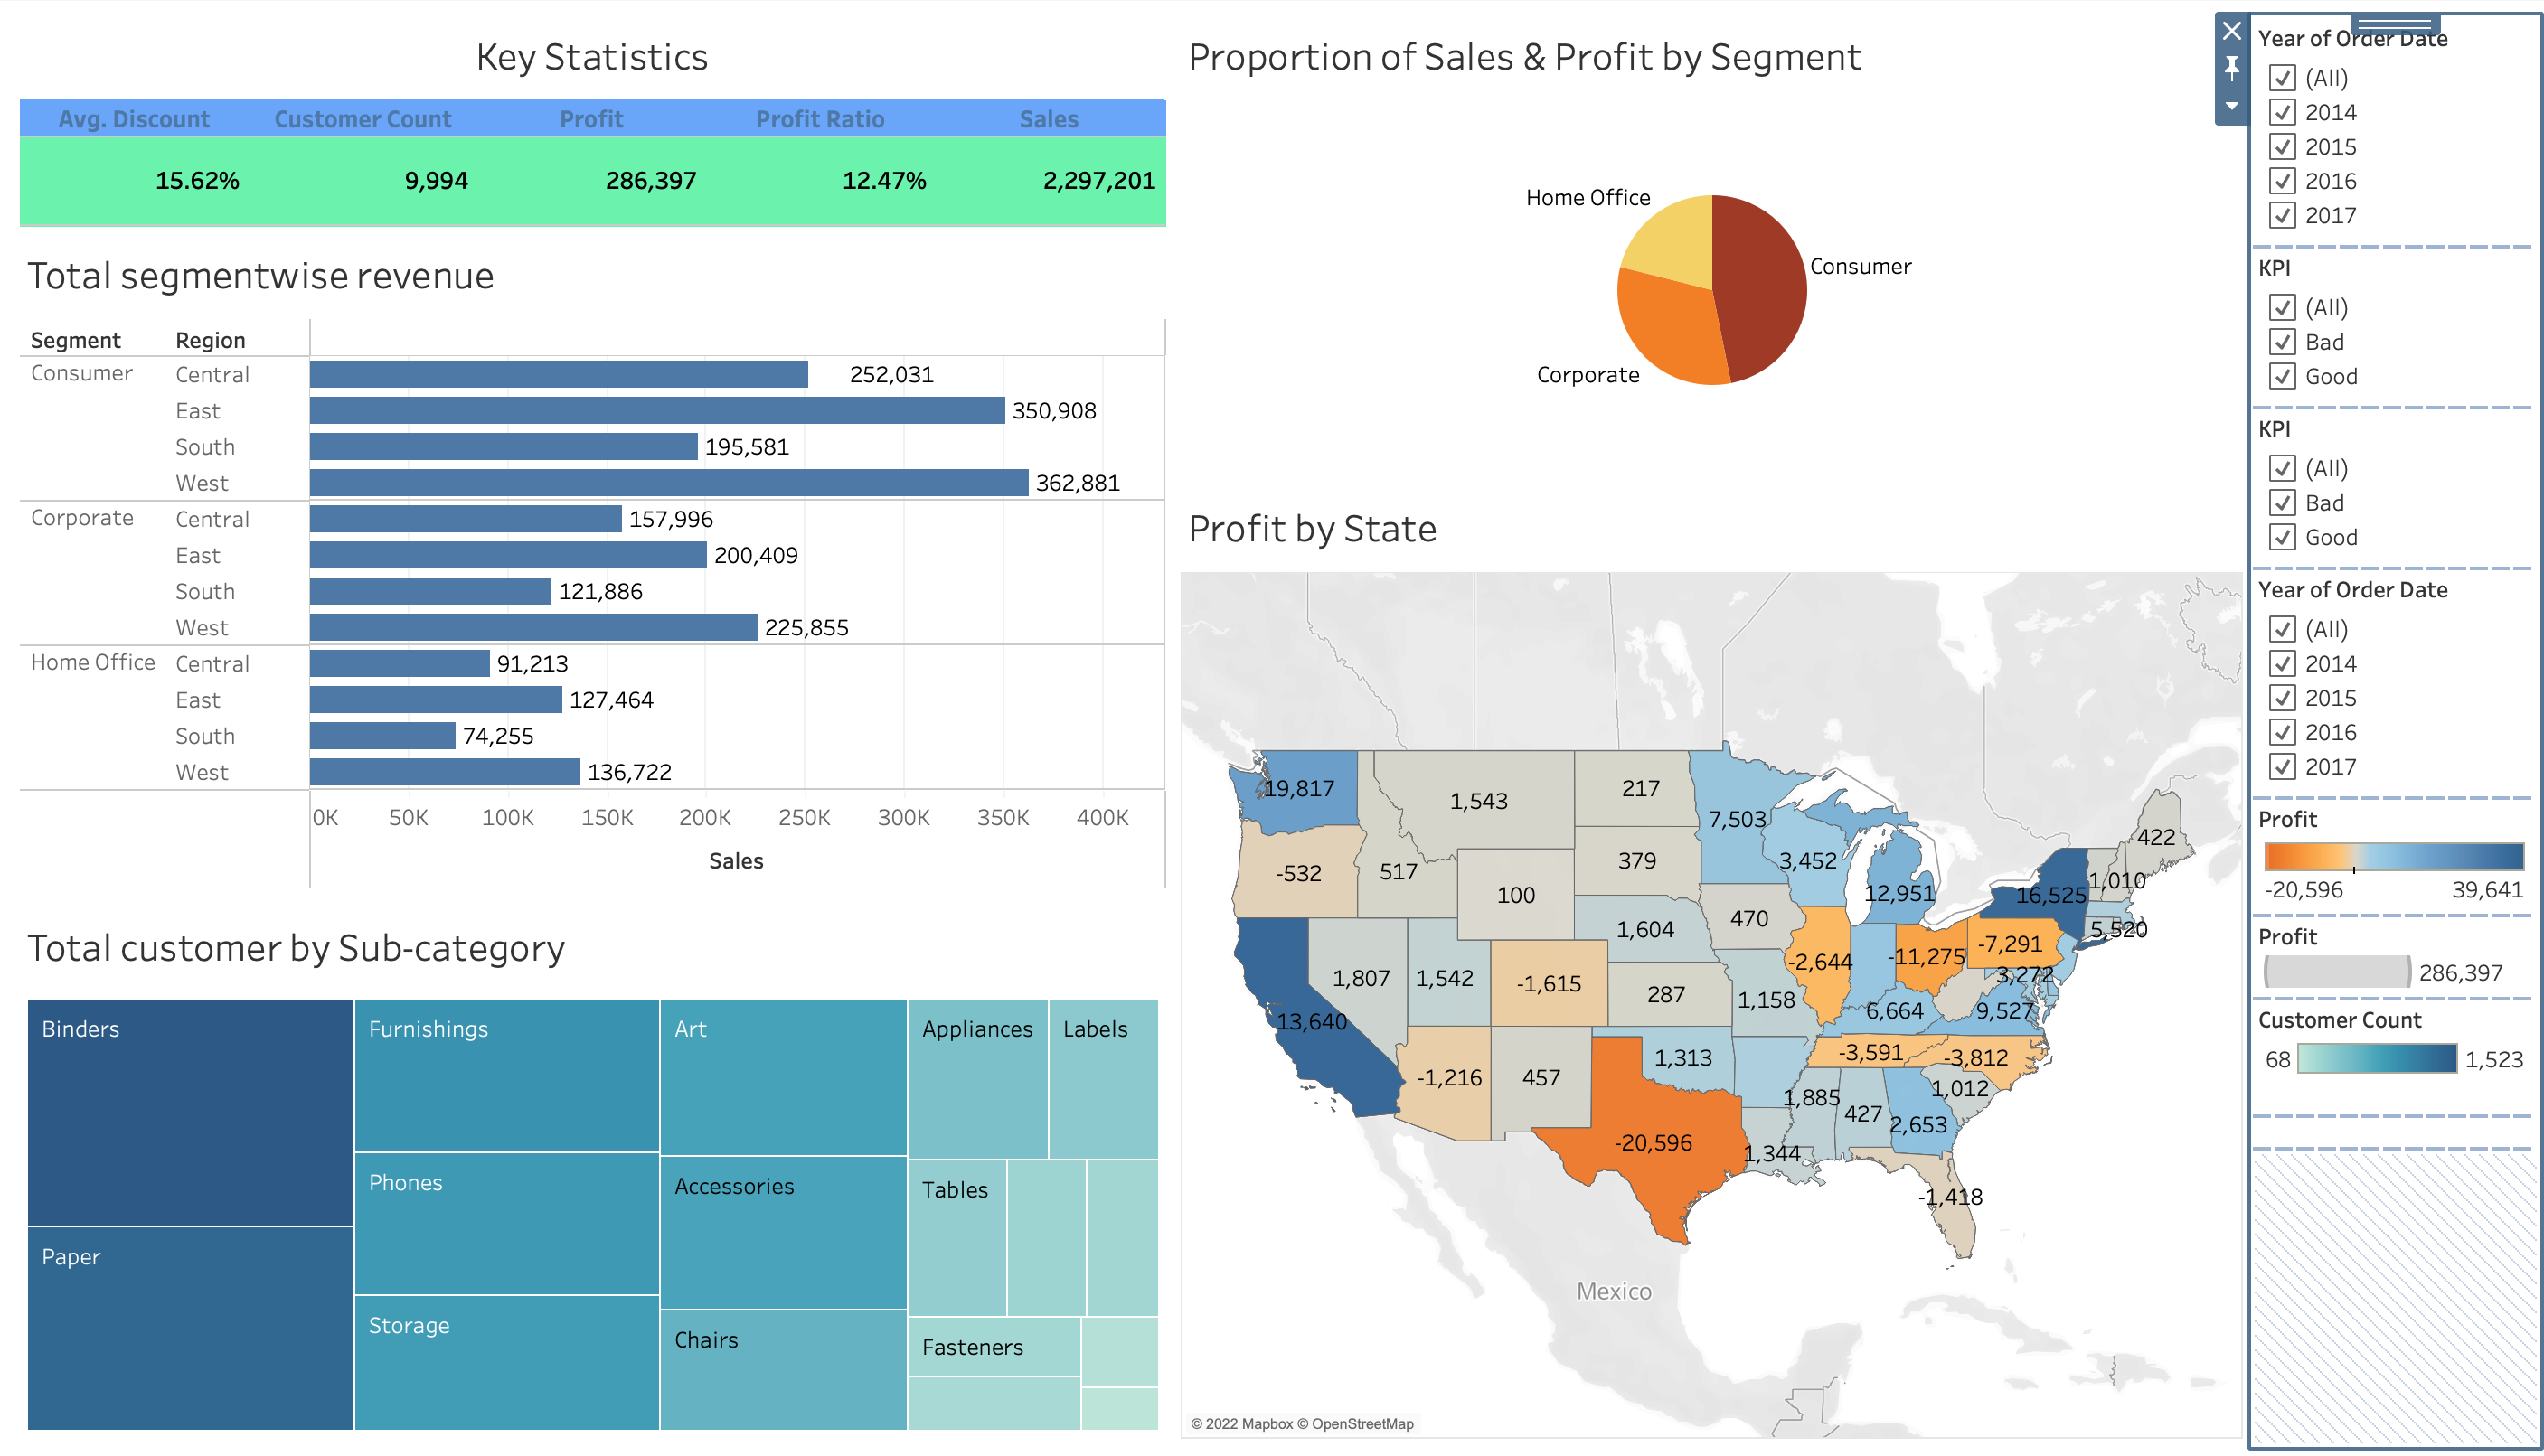 Key Statistics
Avg. Discount Customer Count Profit Profit Ratio Sales
15.62% 9,994 286,397 12.47% 2,297,201
Total segmentwise revenue
Segment Region
Consumer Central 252,031
East 350,908
South 195,581
West 362,881
Corporate Central 157,996
East 200,409
South 121,886
West 225,855
Home Office Central 91,213
East 127,464
South 74,255
West 136,722
0K 50K 100K 150K 200K 250K 300K 350K 400K
Sales
Total customer by Sub-category
Binders
Paper
Furnishings
Phones
Storage
Art
Accessories
Chairs
Appliances
Labels
Tables
Fasteners
Proportion of Sales & Profit by Segment
Home Office
Consumer
Corporate
Profit by State
19,817
1,543
217
7,503
422
3,452
-532
517
379
1,010
100
12,951
16,525
470
1,604
5,520
-7,291
-11,275
-2,644
3,272
1,807
1,542
-1,615
287
1,158
6,664
9,527
13,640
-3,591
-3,812
1,313
-1,216
457
1,885
427
1,012
2,653
-20,596
1,344
-1,418
Mexico
© 2022 Mapbox © OpenStreetMap
Year of Order Date
(All)
2014
2015
2016
2017
KPI
(All)
Bad
Good
KPI
(All)
Bad
Good
Year of Order Date
(All)
2014
2015
2016
2017
Profit
-20,596 39,641
Profit
286,397
Customer Count
68 1,523